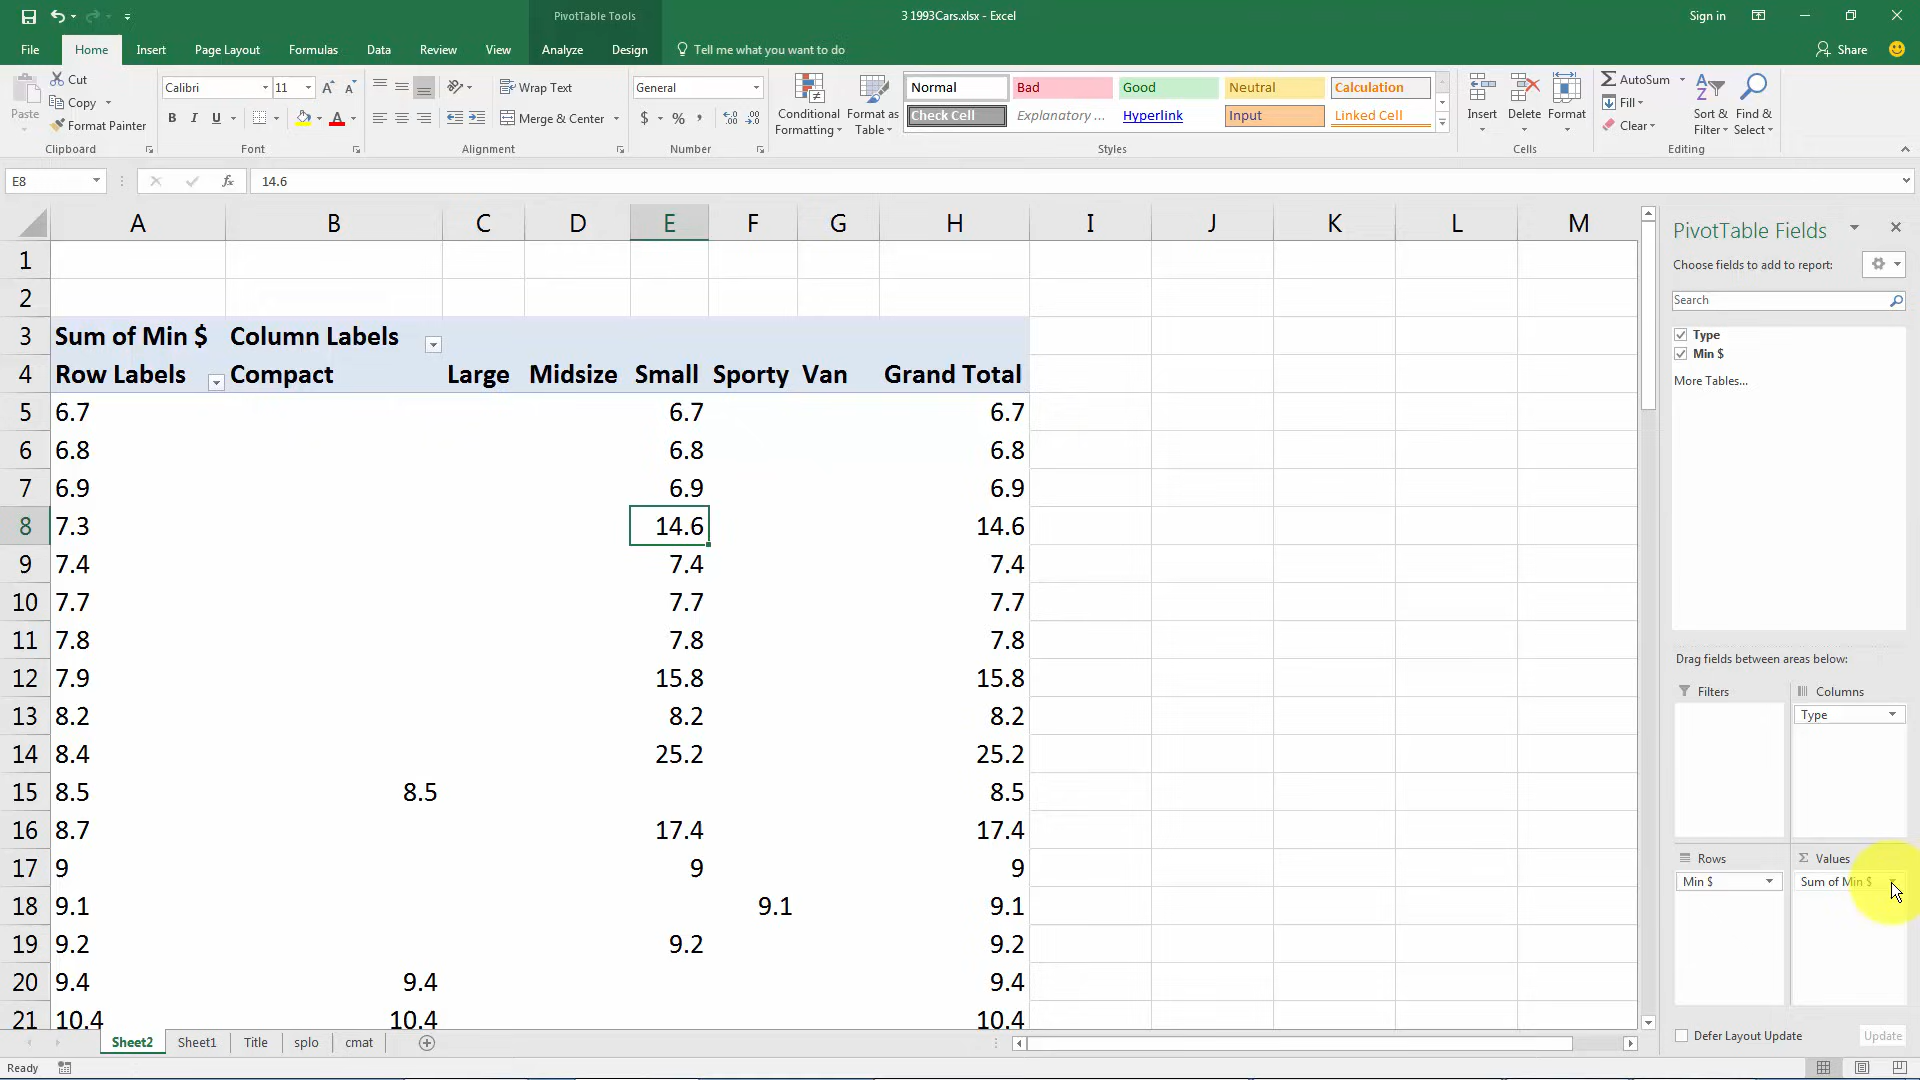 PivotTable Tools
3 1993Cars.xlsx - Excel
Sign in
File Home Insert Page Layout Formulas Data Review View Analyze Design Tell me what you want to do Share
Paste
Cut
Copy
Format Painter
Clipboard
Calibri 11
B I U A
Font
Wrap Text
Merge & Center
Alignment
General
$ % ,
Number
Conditional Formatting
Format as Table
Normal Bad Good Neutral Calculation
Check Cell Explanatory ... Hyperlink Input Linked Cell
Styles
Insert Delete Format
Cells
AutoSum
Fill
Clear
Sort & Filter
Find & Select
Editing
E8 fx 14.6
A B C D E F G H I J K L M
1
2
3 Sum of Min $ Column Labels
4 Row Labels Compact Large Midsize Small Sporty Van Grand Total
5 6.7 6.7 6.7
6 6.8 6.8 6.8
7 6.9 6.9 6.9
8 7.3 14.6 14.6
9 7.4 7.4 7.4
10 7.7 7.7 7.7
11 7.8 7.8 7.8
12 7.9 15.8 15.8
13 8.2 8.2 8.2
14 8.4 25.2 25.2
15 8.5 8.5 8.5
16 8.7 17.4 17.4
17 9 9 9
18 9.1 9.1 9.1
19 9.2 9.2 9.2
20 9.4 9.4 9.4
21 10.4 10.4 10.4
PivotTable Fields
Choose fields to add to report:
Search
Type
Min $
More Tables...
Drag fields between areas below:
Filters Columns
Type
Rows Σ Values
Min $ Sum of Min $
Defer Layout Update Update
Sheet2 Sheet1 Title splo cmat
Ready